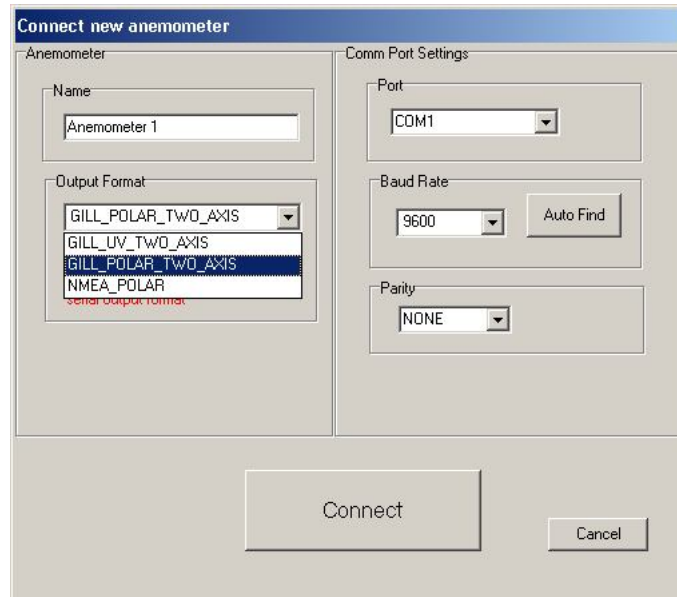 Connect new anemometer
Anemometer
Name
Anemometer 1
Output Format
GILL_POLAR_TWO_AXIS
GILL_UV_TWO_AXIS
GILL_POLAR_TWO_AXIS
NMEA_POLAR
serial output format
Comm Port Settings
Port
COM1
Baud Rate
9600
Auto Find
Parity
NONE
Connect
Cancel